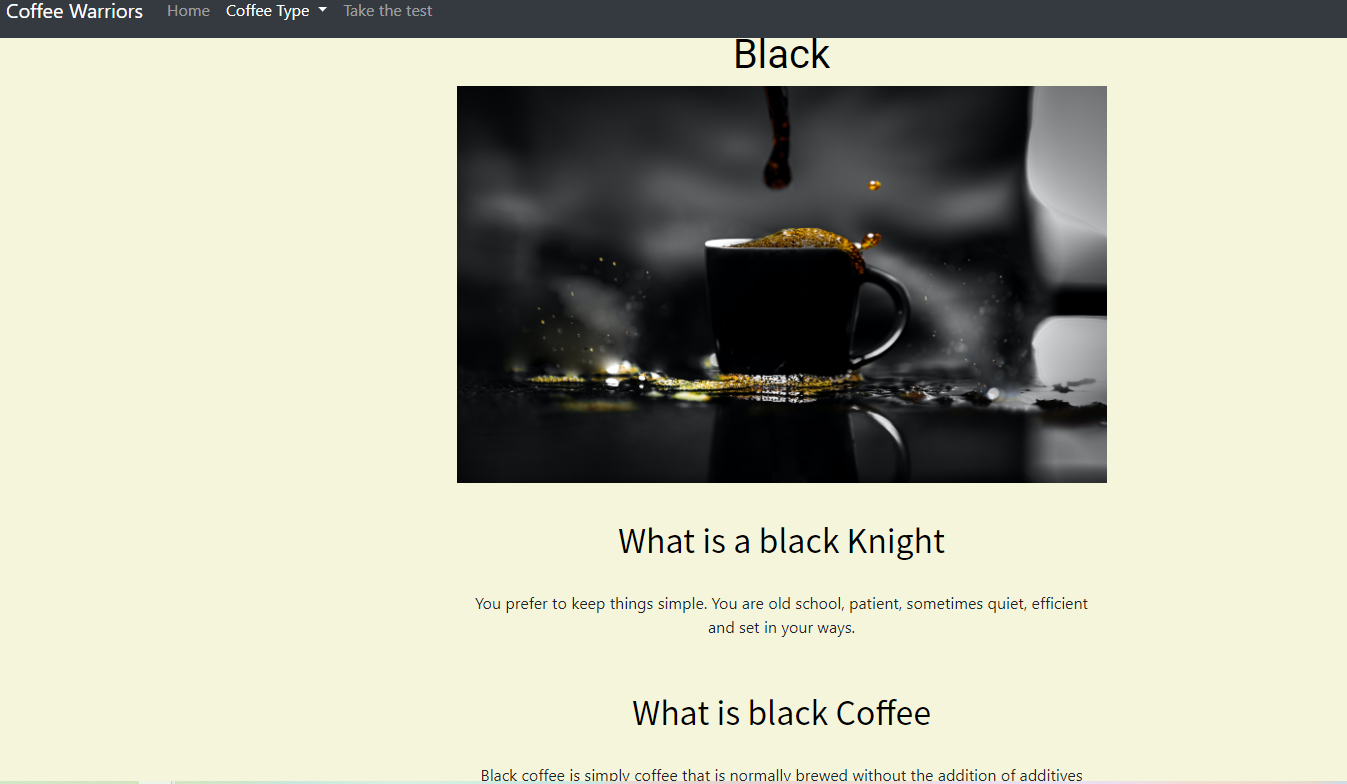 Coffee Warriors Home Coffee Type Take the test
Black
What is a black Knight
You prefer to keep things simple. You are old school, patient, sometimes quiet, efficient
and set in your ways.
What is black Coffee
Black coffee is simply coffee that is normally brewed without the addition of additives